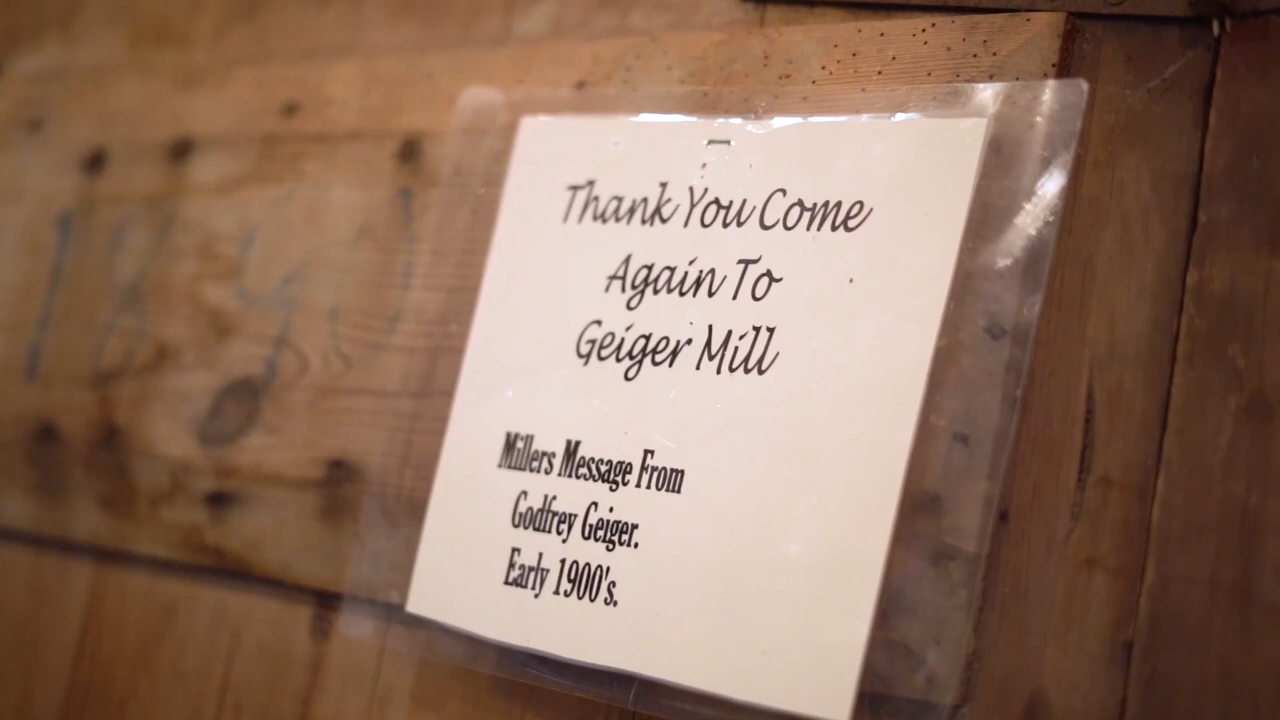 Thank You Come
Again To
Geiger Mill
Millers Message From
Godfrey Geiger.
Early 1900's.